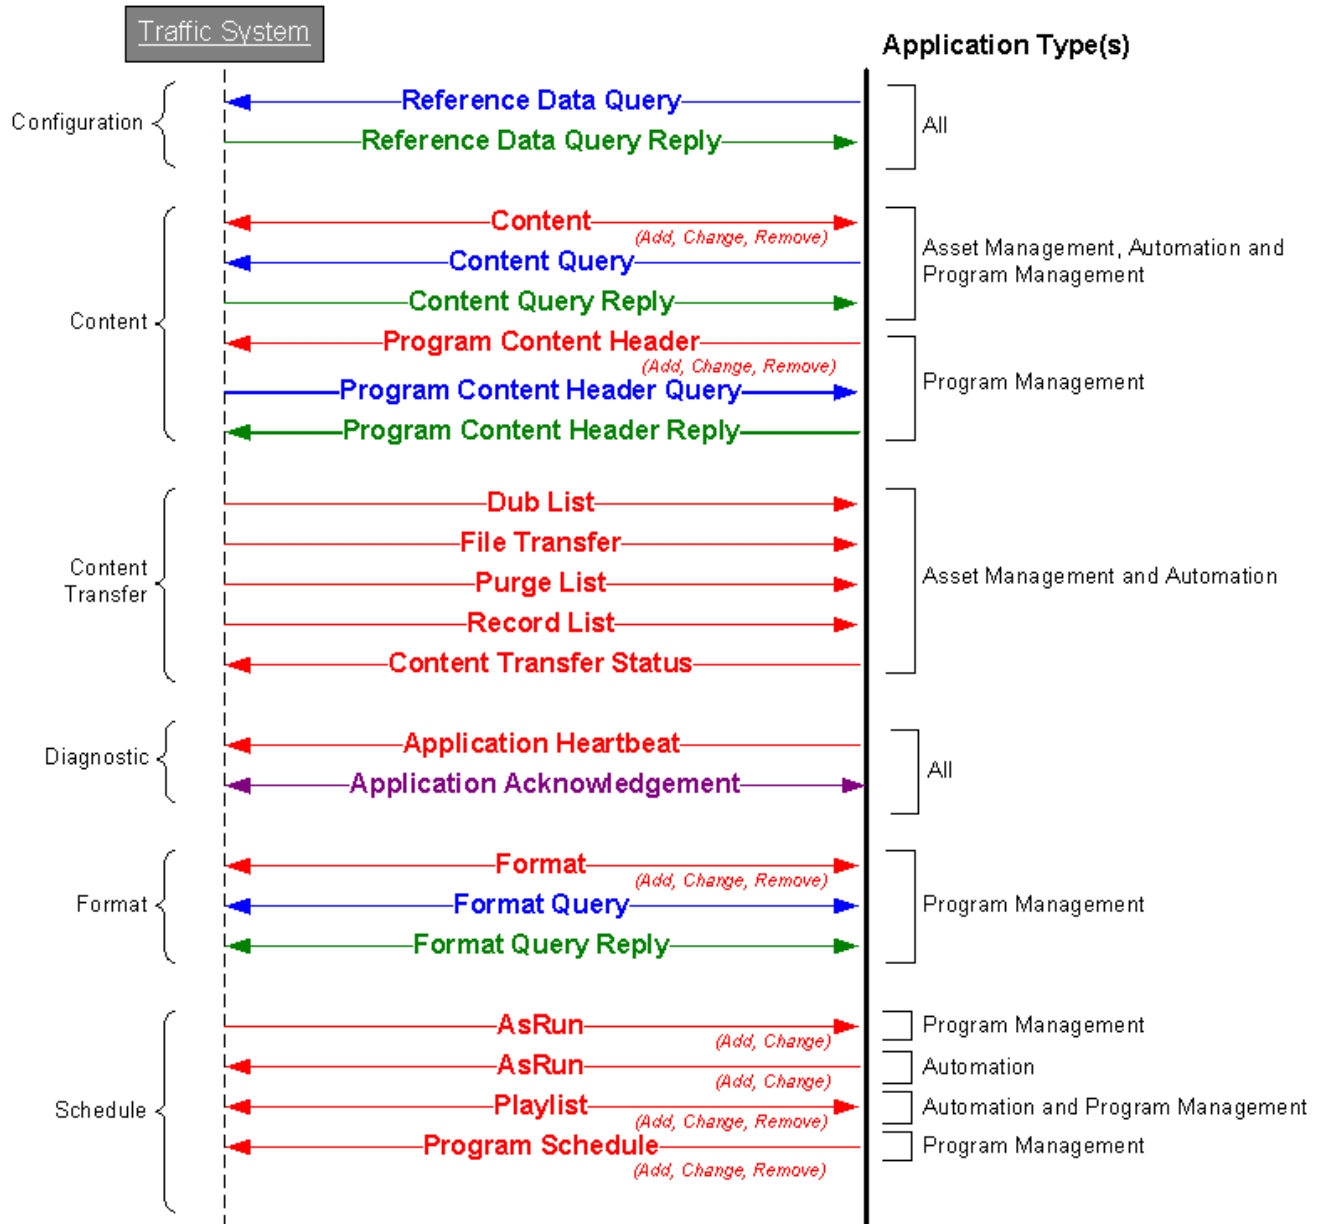 Traffic System
Application Type(s)
Configuration
Reference Data Query
Reference Data Query Reply
All
Content
Content
(Add, Change, Remove)
Content Query
Content Query Reply
Asset Management, Automation and
Program Management
Program Content Header
(Add, Change, Remove)
Program Content Header Query
Program Content Header Reply
Program Management
Content
Transfer
Dub List
File Transfer
Purge List
Record List
Content Transfer Status
Asset Management and Automation
Diagnostic
Application Heartbeat
Application Acknowledgement
All
Format
Format
(Add, Change, Remove)
Format Query
Format Query Reply
Program Management
Schedule
AsRun
(Add, Change)
Program Management
AsRun
(Add, Change)
Automation
Playlist
(Add, Change, Remove)
Automation and Program Management
Program Schedule
(Add, Change, Remove)
Program Management